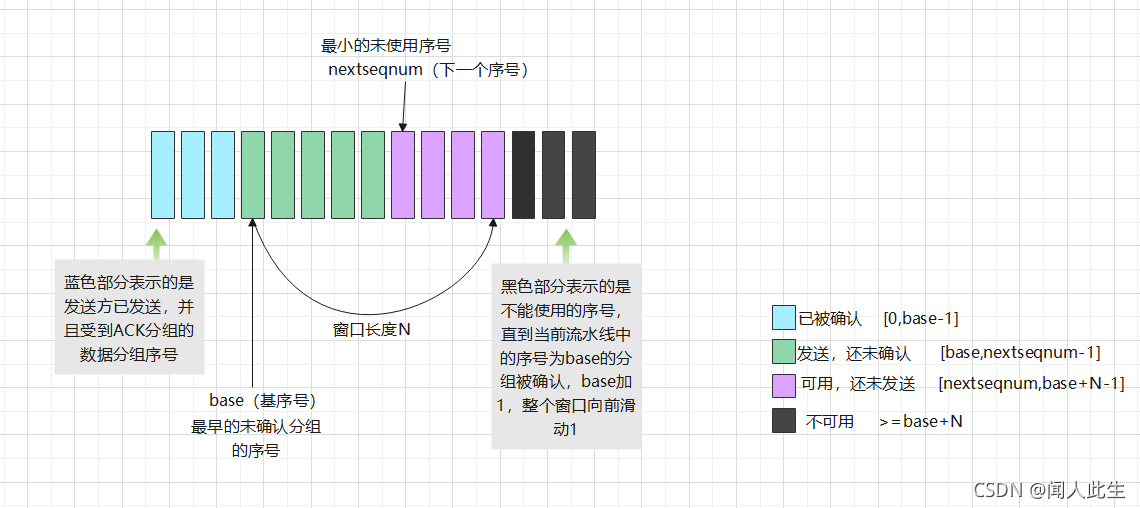 最小的未使用序号
nextseqnum（下一个序号）
蓝色部分表示的是
发送方已发送，并
且受到ACK分组的
数据分组序号
窗口长度N
base（基序号）
最早的未确认分组
的序号
黑色部分表示的是
不能使用的序号，
直到当前流水线中
的序号为base的分
组被确认，base加
1，整个窗口向前滑
动1
已被确认 [0,base-1]
发送，还未确认 [base,nextseqnum-1]
可用，还未发送 [nextseqnum,base+N-1]
不可用 >=base+N
CSDN @闻人此生